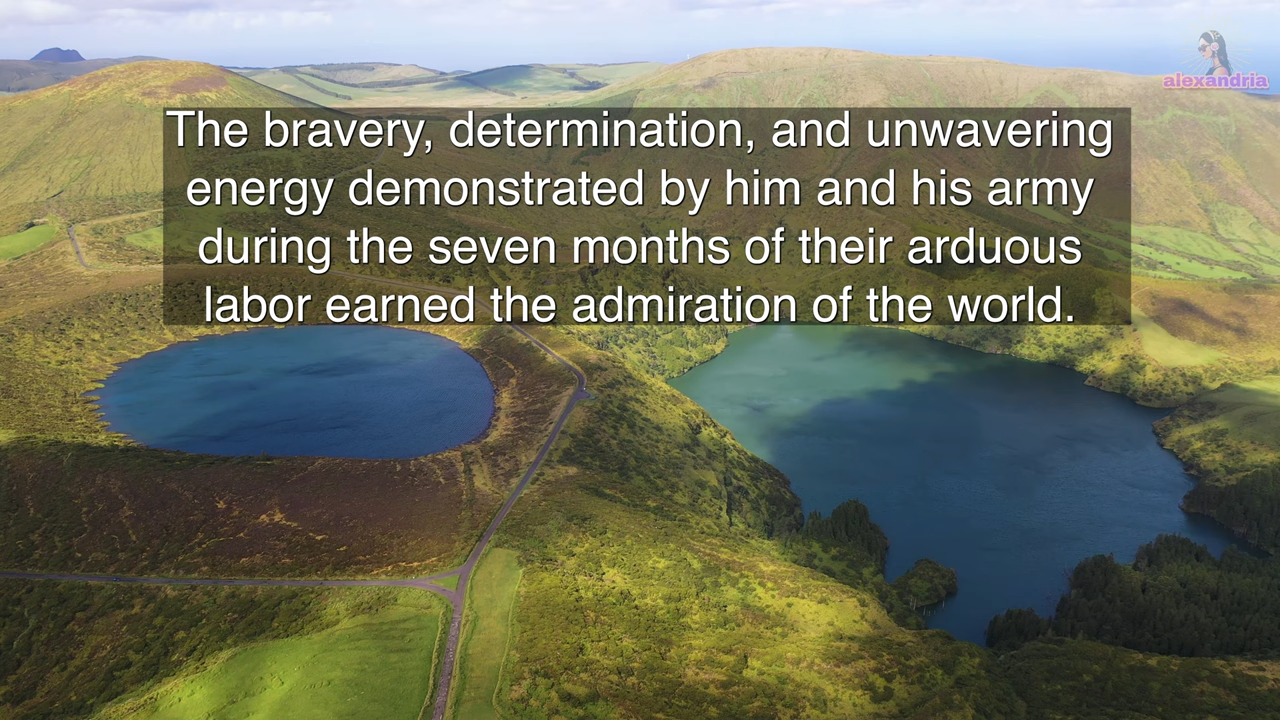 alexandria
The bravery, determination, and unwavering
energy demonstrated by him and his army
during the seven months of their arduous
labor earned the admiration of the world.